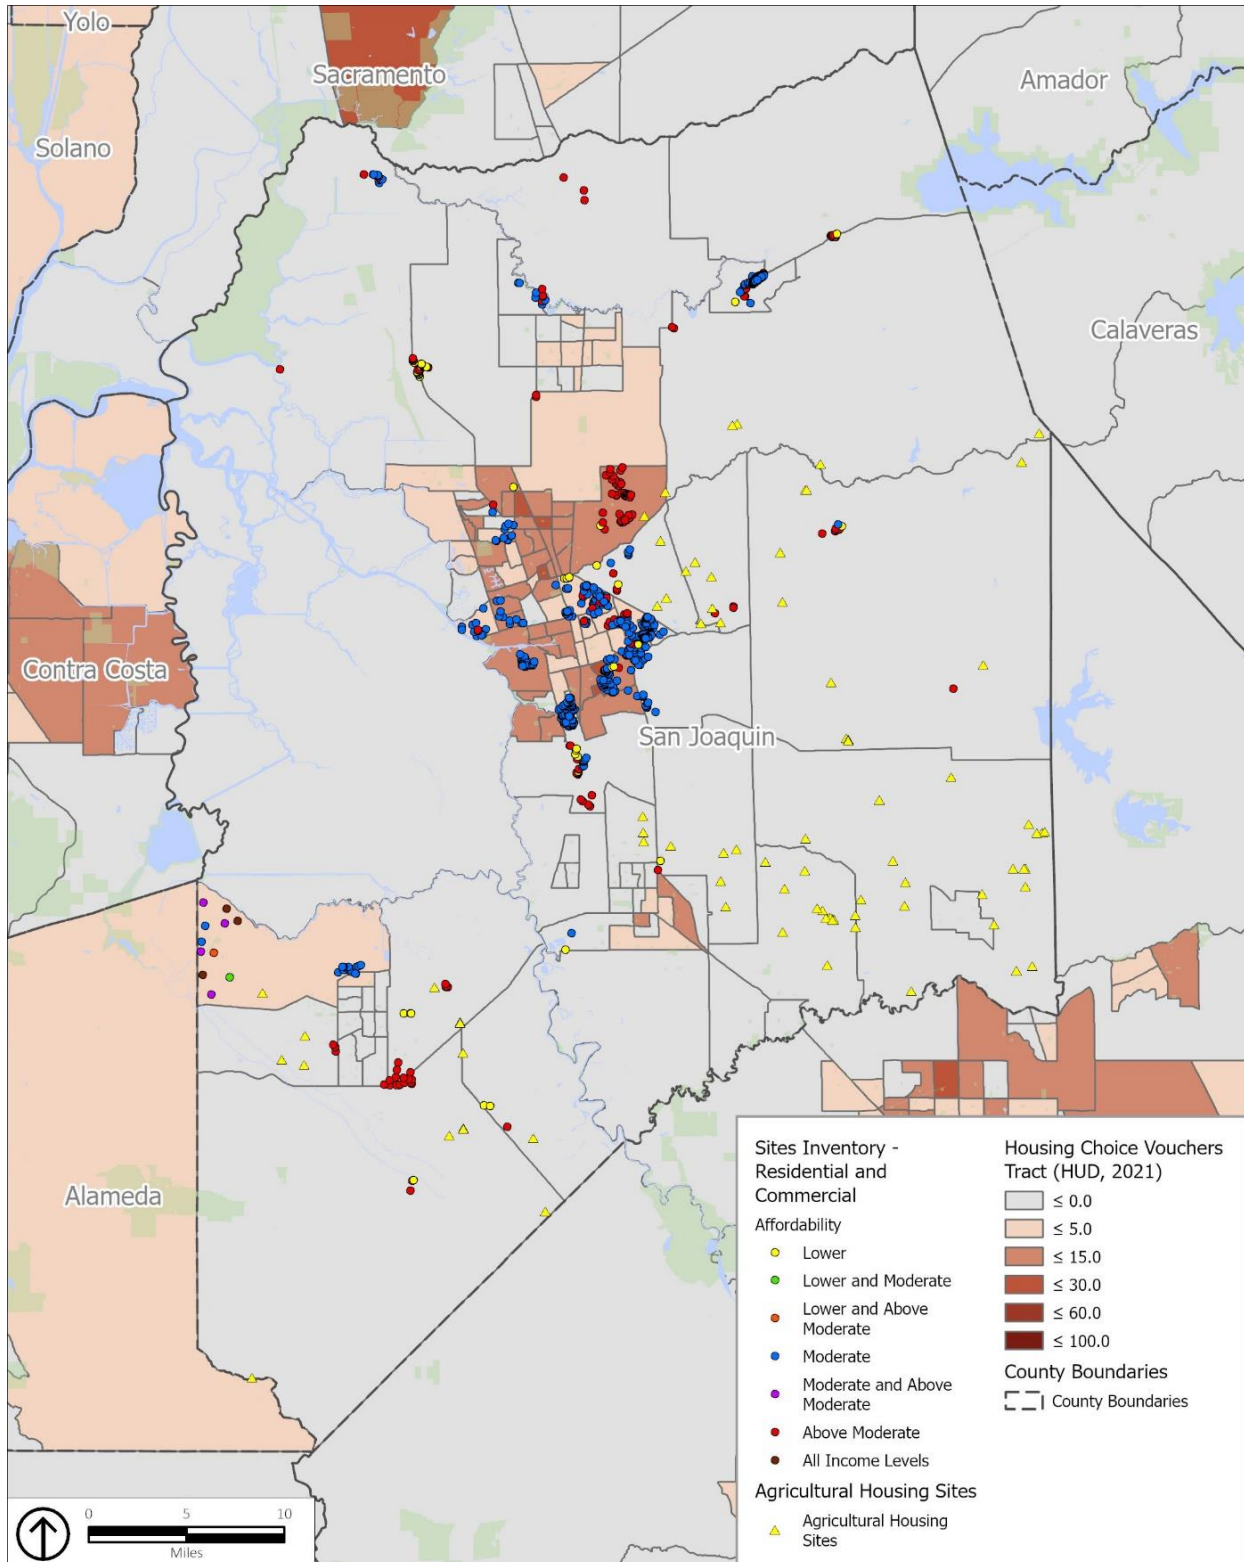 Yolo
Sacramento
Amador
Solano
Calaveras
Contra Costa
San Joaquin
Alameda
Sites Inventory -
Residential and
Commercial
Affordability
Lower
Lower and Moderate
Lower and Above
Moderate
Moderate
Moderate and Above
Moderate
Above Moderate
All Income Levels
Agricultural Housing Sites
Agricultural Housing
Sites
Housing Choice Vouchers
Tract (HUD, 2021)
≤ 0.0
≤ 5.0
≤ 15.0
≤ 30.0
≤ 60.0
≤ 100.0
County Boundaries
County Boundaries
0 5 10
Miles